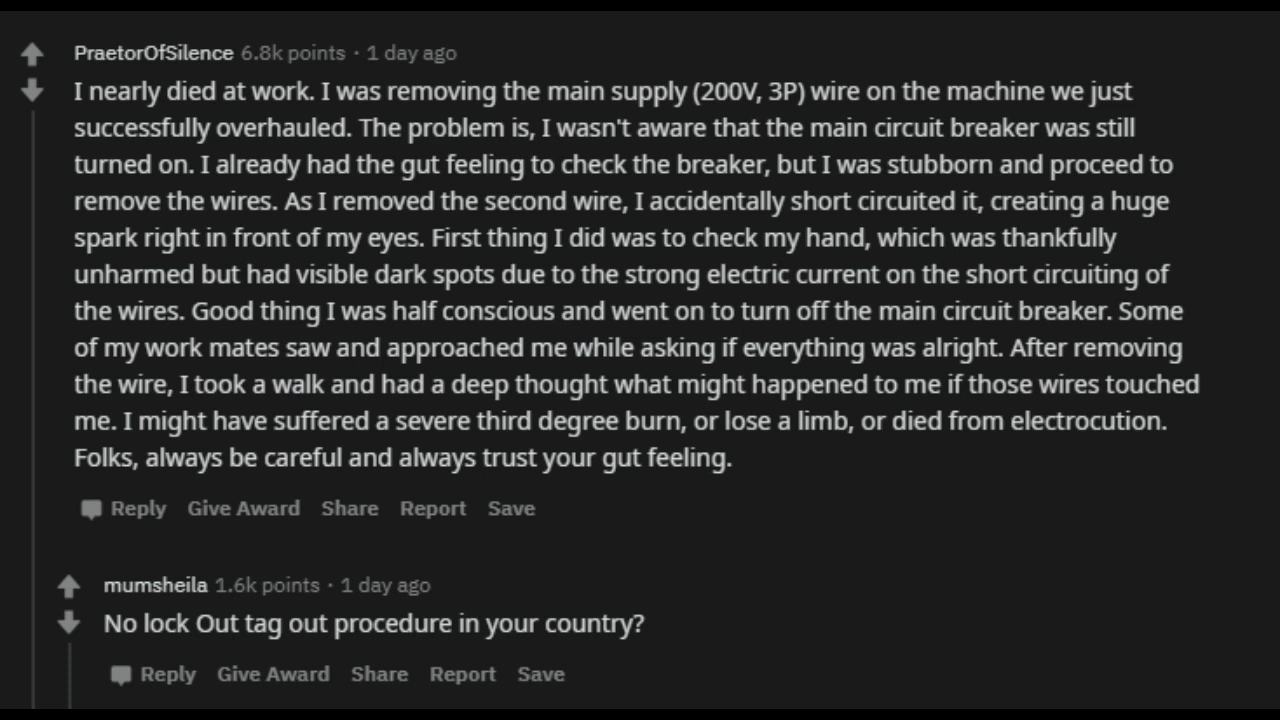 PraetorOfSilence 6.8k points · 1 day ago
I nearly died at work. I was removing the main supply (200V, 3P) wire on the machine we just
successfully overhauled. The problem is, I wasn't aware that the main circuit breaker was still
turned on. I already had the gut feeling to check the breaker, but I was stubborn and proceed to
remove the wires. As I removed the second wire, I accidentally short circuited it, creating a huge
spark right in front of my eyes. First thing I did was to check my hand, which was thankfully
unharmed but had visible dark spots due to the strong electric current on the short circuiting of
the wires. Good thing I was half conscious and went on to turn off the main circuit breaker. Some
of my work mates saw and approached me while asking if everything was alright. After removing
the wire, I took a walk and had a deep thought what might happened to me if those wires touched
me. I might have suffered a severe third degree burn, or lose a limb, or died from electrocution.
Folks, always be careful and always trust your gut feeling.
Reply Give Award Share Report Save
mumsheila 1.6k points · 1 day ago
No lock Out tag out procedure in your country?
Reply Give Award Share Report Save